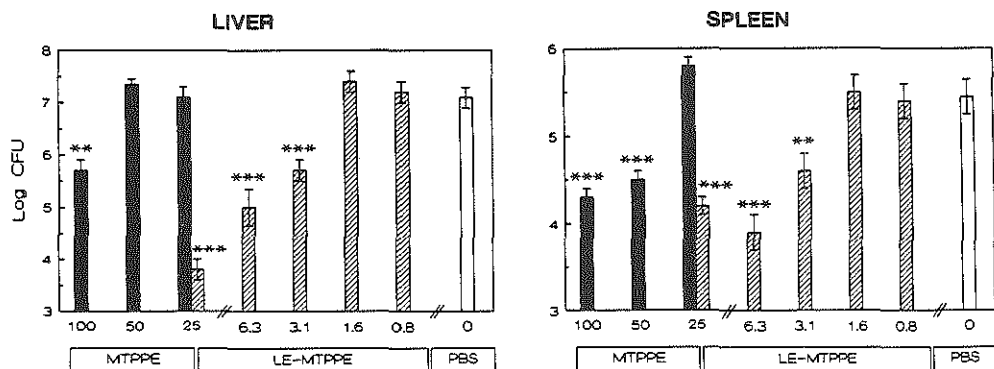 LIVER
Log CFU
8
7
6
5
4
3
**
***
***
***
100 50 25 6.3 3.1 1.6 0.8 0
MTPPE LE-MTPPE PBS
SPLEEN
6
5
4
3
***
***
***
***
**
100 50 25 6.3 3.1 1.6 0.8 0
MTPPE LE-MTPPE PBS